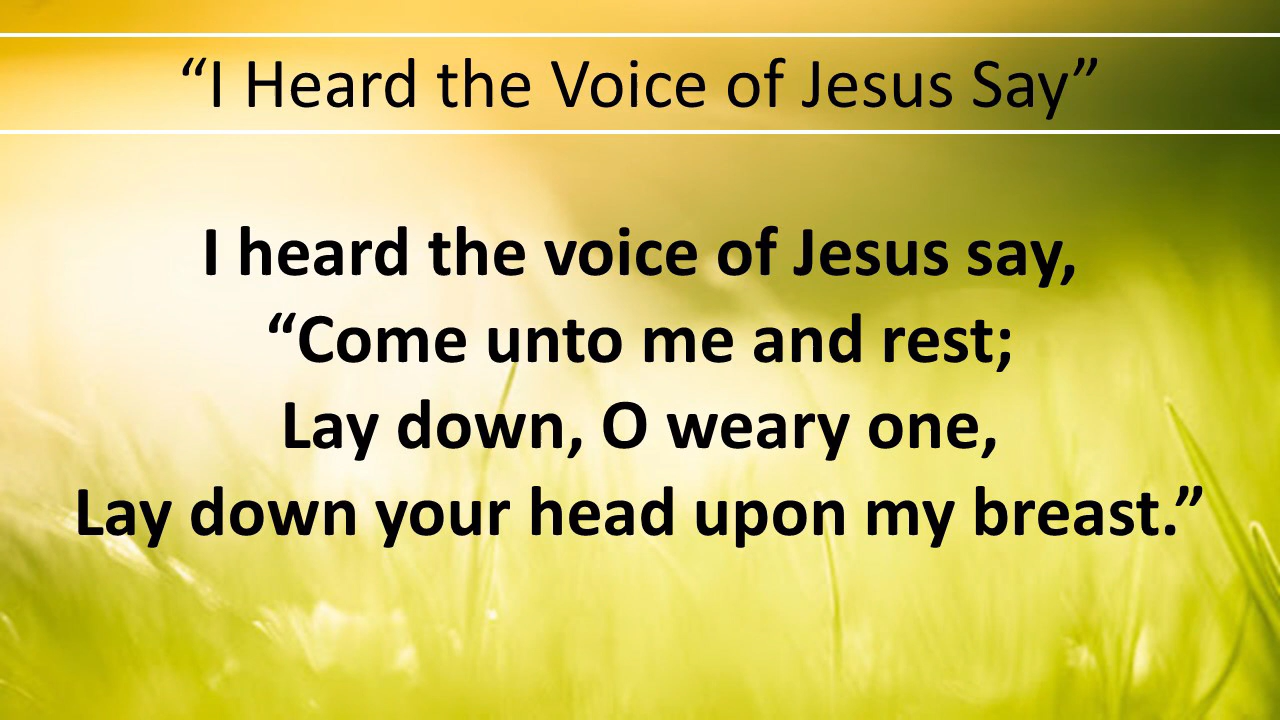 “I Heard the Voice of Jesus Say”
I heard the voice of Jesus say,
“Come unto me and rest;
Lay down, O weary one,
Lay down your head upon my breast.”